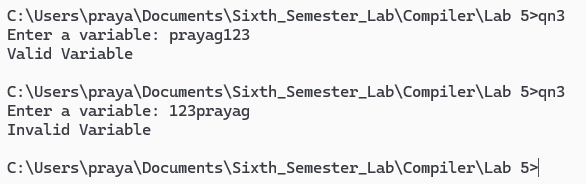 C:\Users\praya\Documents\Sixth_Semester_Lab\Compiler\Lab 5>qn3
Enter a variable: prayag123
Valid Variable
C:\Users\praya\Documents\Sixth_Semester_Lab\Compiler\Lab 5>qn3
Enter a variable: 123prayag
Invalid Variable
C:\Users\praya\Documents\Sixth_Semester_Lab\Compiler\Lab 5>